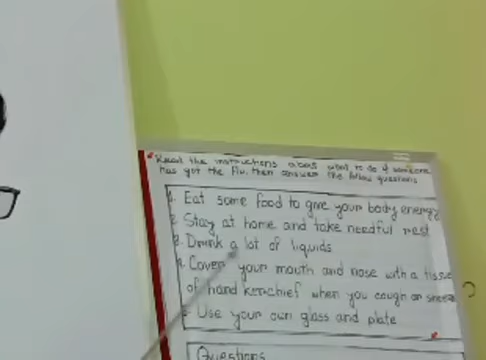 Read the instructions about what to do if someone
has got the flu, then answer the follow questions
1. Eat some food to give your body energy
2. Stay at home and take needful rest
3. Drink a lot of liquids
4. Cover your mouth and nose with a tissue
of hand kerchief when you cough or sneeze
5. Use your own glass and plate
Questions